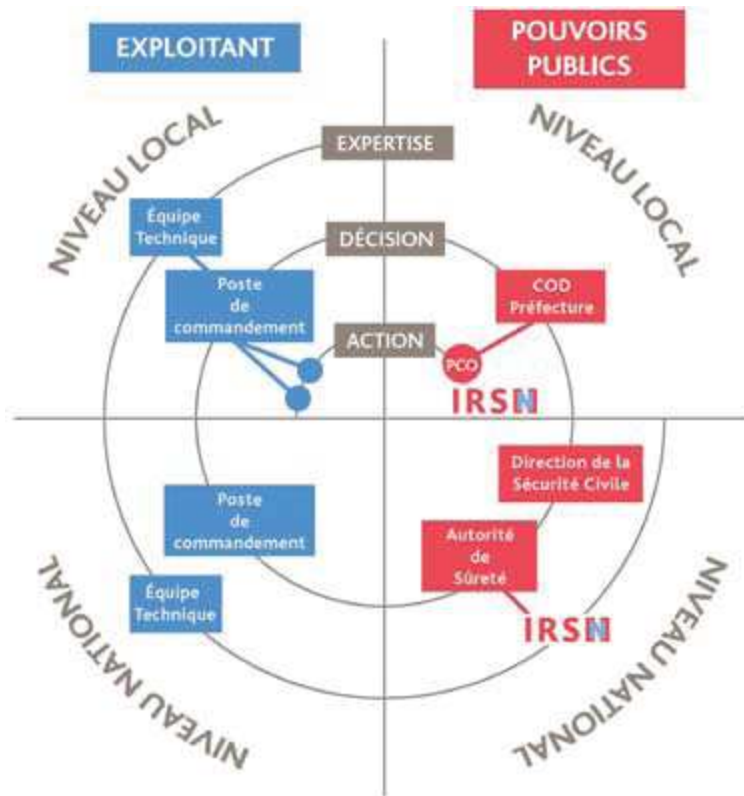 EXPLOITANT
POUVOIRS
PUBLICS
NIVEAU LOCAL
NIVEAU LOCAL
EXPERTISE
Équipe
Technique
DÉCISION
Poste
de
commandement
COD
Préfecture
ACTION
PCO
IRSN
Direction de la
Sécurité Civile
Poste
de
commandement
Autorité
de
Sûreté
Équipe
Technique
IRSN
NIVEAU NATIONAL
NIVEAU NATIONAL